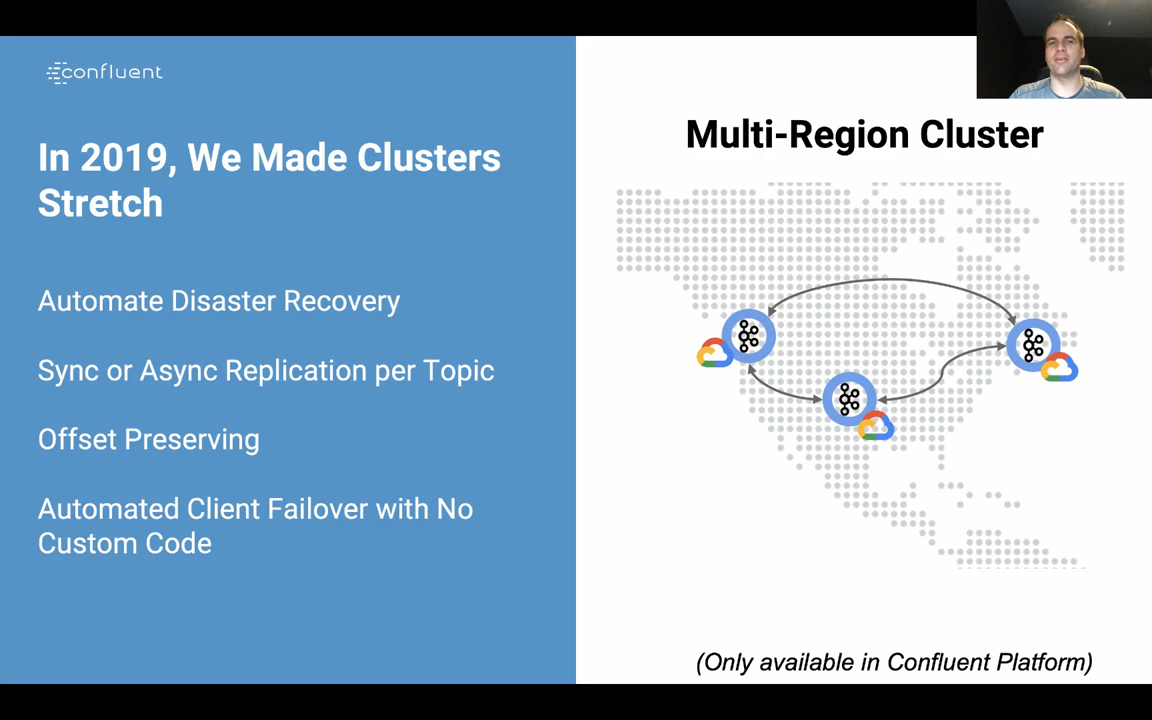 confluent
In 2019, We Made Clusters
Stretch
Automate Disaster Recovery
Sync or Async Replication per Topic
Offset Preserving
Automated Client Failover with No
Custom Code
Multi-Region Cluster
(Only available in Confluent Platform)